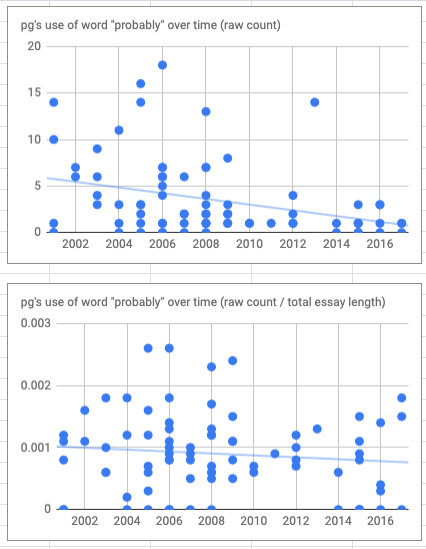 pg's use of word "probably" over time (raw count)
20
15
10
5
0
2002 2004 2006 2008 2010 2012 2014 2016
pg's use of word "probably" over time (raw count / total essay length)
0.003
0.002
0.001
0
2002 2004 2006 2008 2010 2012 2014 2016